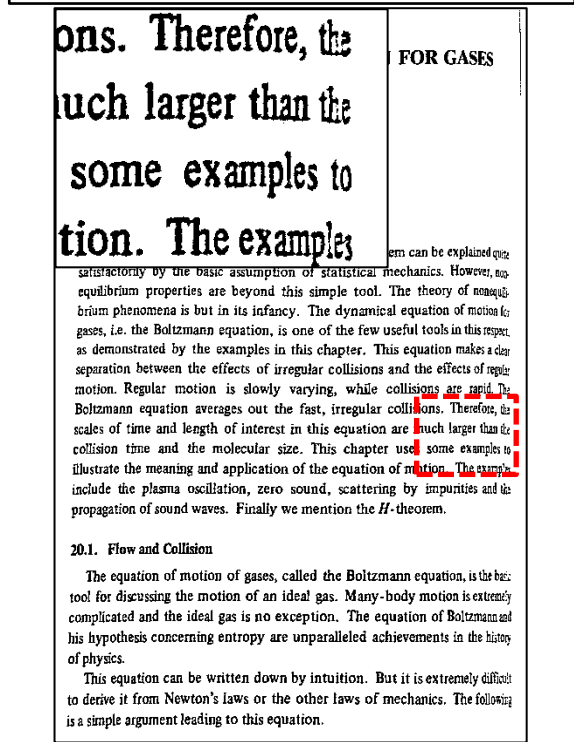 ons. Therefore, the
much larger than the
some examples to
tion. The examples
FOR GASES
em can be explained quite
satisfactorily by the basic assumption of statistical mechanics. However, non-
equilibrium properties are beyond this simple tool. The theory of nonequili-
brium phenomena is but in its infancy. The dynamical equation of motion for
gases, i.e. the Boltzmann equation, is one of the few useful tools in this respect,
as demonstrated by the examples in this chapter. This equation makes a clear
separation between the effects of irregular collisions and the effects of regular
motion. Regular motion is slowly varying, while collisions are rapid. The
Boltzmann equation averages out the fast, irregular collisions. Therefore, the
scales of time and length of interest in this equation are much larger than the
collision time and the molecular size. This chapter uses some examples to
illustrate the meaning and application of the equation of motion. The examples
include the plasma oscillation, zero sound, scattering by impurities and the
propagation of sound waves. Finally we mention the H-theorem.
20.1. Flow and Collision
The equation of motion of gases, called the Boltzmann equation, is the basic
tool for discussing the motion of an ideal gas. Many-body motion is extremely
complicated and the ideal gas is no exception. The equation of Boltzmann and
his hypothesis concerning entropy are unparalleled achievements in the history
of physics.
This equation can be written down by intuition. But it is extremely difficult
to derive it from Newton's laws or the other laws of mechanics. The following
is a simple argument leading to this equation.